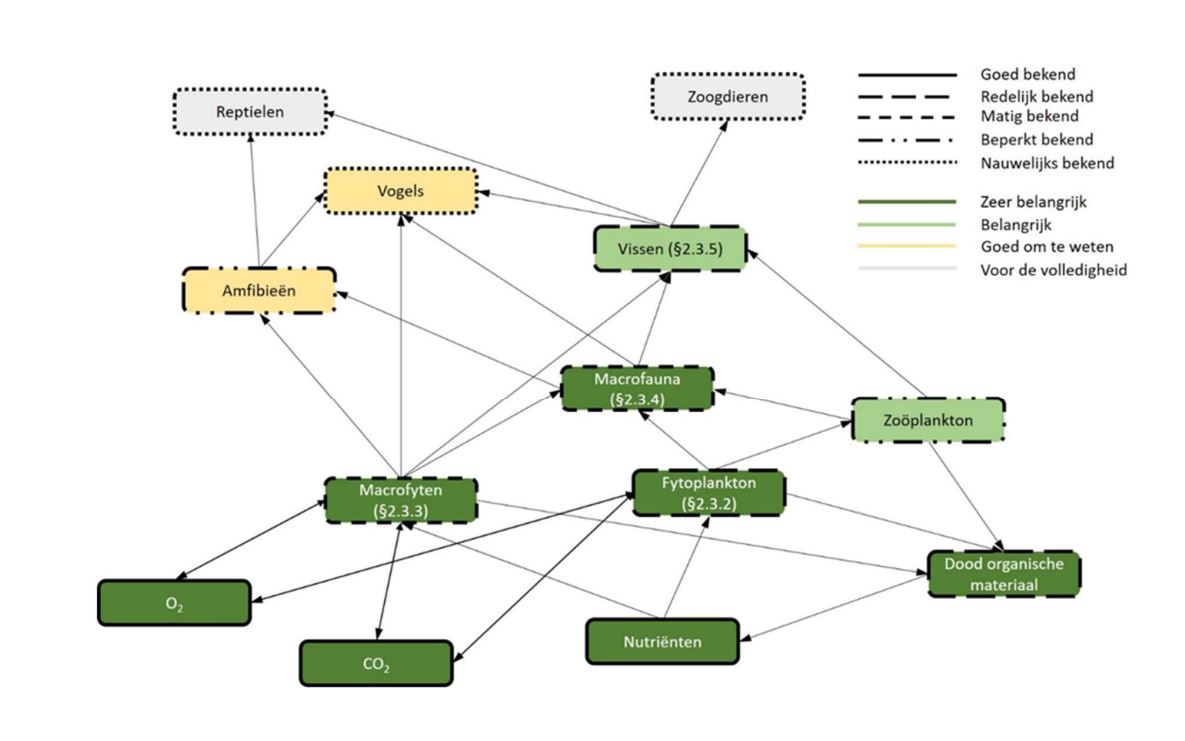 Reptielen
Zoogdieren
Vogels
Vissen (§2.3.5)
Amfibieën
Macrofauna
(§2.3.4)
Zoöplankton
Macrofyten
(§2.3.3)
Fytoplankton
(§2.3.2)
Dood organische
materiaal
O₂
Nutriënten
CO₂
Goed bekend
Redelijk bekend
Matig bekend
Beperkt bekend
Nauwelijks bekend
Zeer belangrijk
Belangrijk
Goed om te weten
Voor de volledigheid